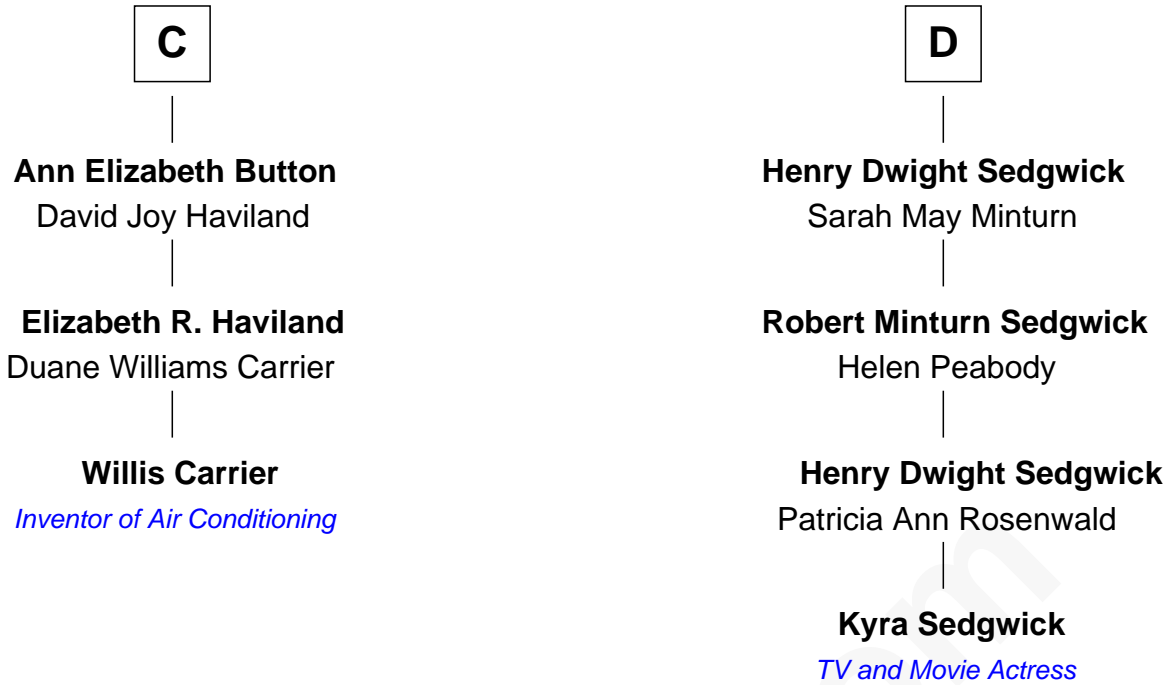 C
Ann Elizabeth Button
David Joy Haviland
Elizabeth R. Haviland
Duane Williams Carrier
Willis Carrier
Inventor of Air Conditioning
D
Henry Dwight Sedgwick
Sarah May Minturn
Robert Minturn Sedgwick
Helen Peabody
Henry Dwight Sedgwick
Patricia Ann Rosenwald
Kyra Sedgwick
TV and Movie Actress